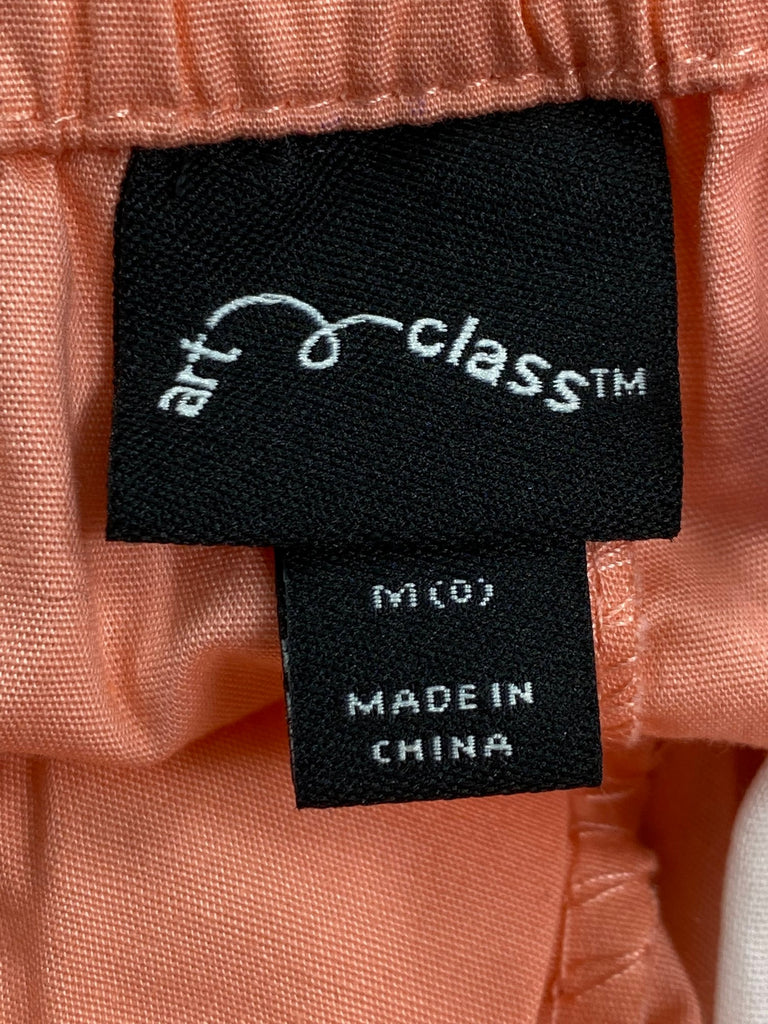 art class™
M (0)
MADE IN
CHINA